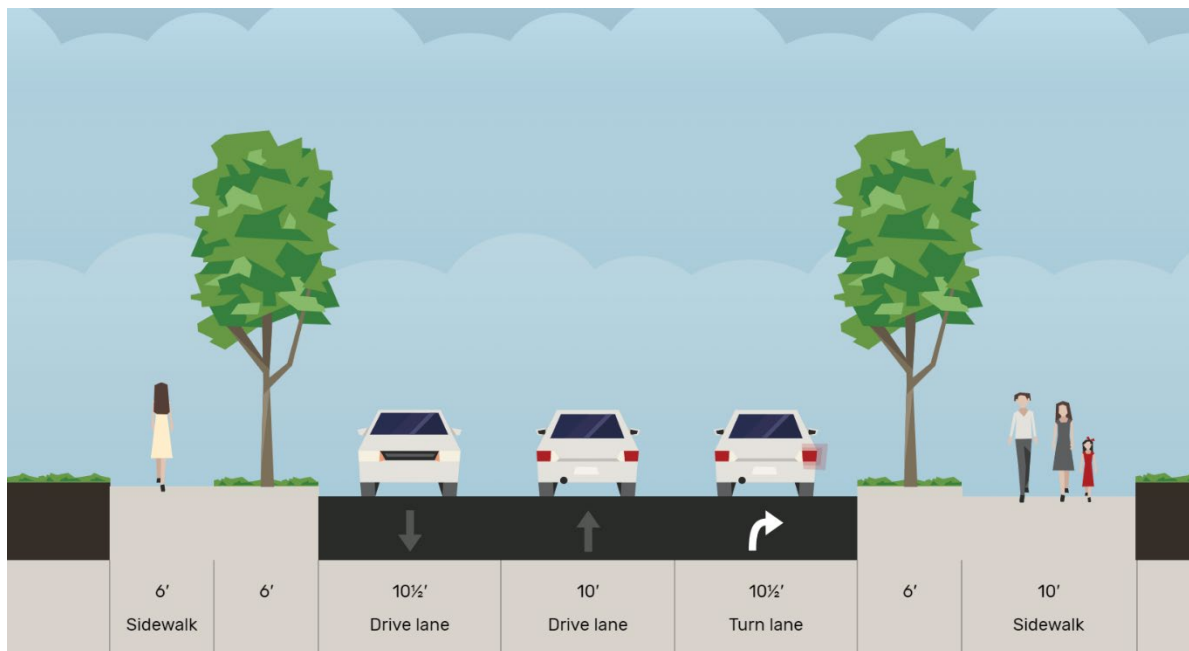 6′ 6′ 10½′ 10′ 10½′ 6′ 10′
Sidewalk Drive lane Drive lane Turn lane Sidewalk